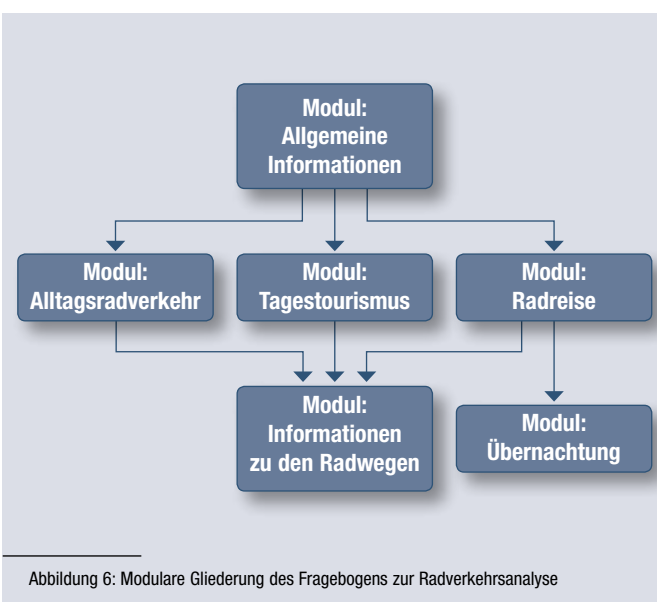 Modul:
Allgemeine
Informationen
Modul:
Alltagsradverkehr
Modul:
Tagestourismus
Modul:
Radreise
Modul:
Informationen
zu den Radwegen
Modul:
Übernachtung
Abbildung 6: Modulare Gliederung des Fragebogens zur Radverkehrsanalyse